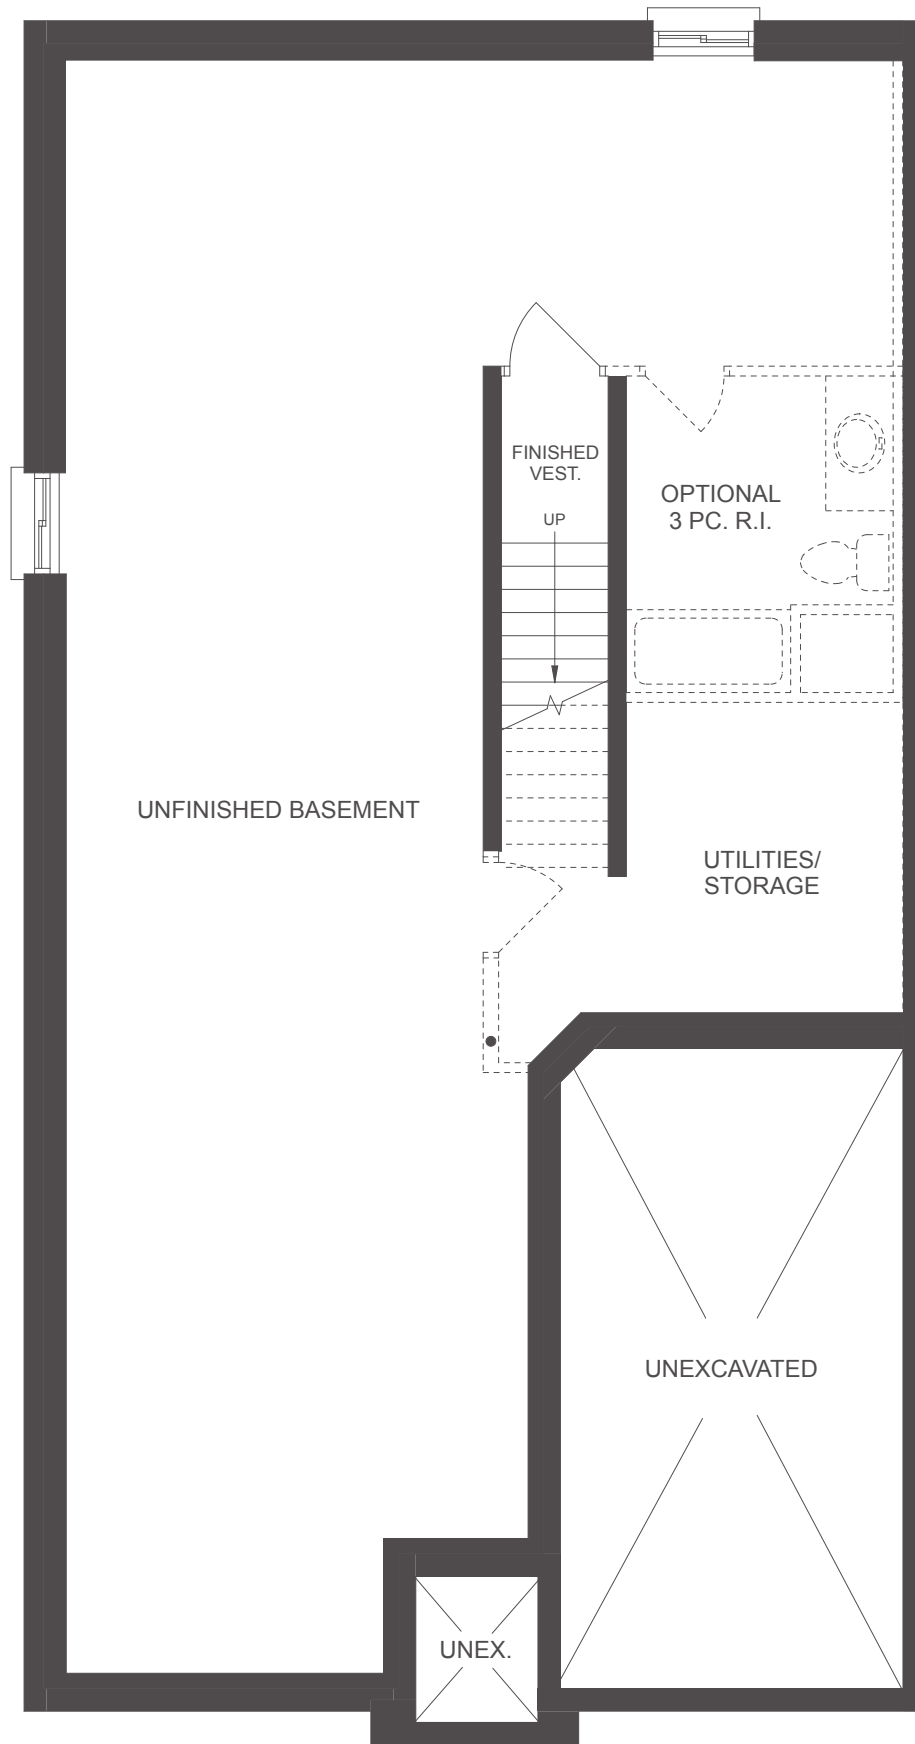 FINISHED
VEST.
UP
OPTIONAL
3 PC. R.I.
UNFINISHED BASEMENT
UTILITIES/
STORAGE
UNEXCAVATED
UNEX.